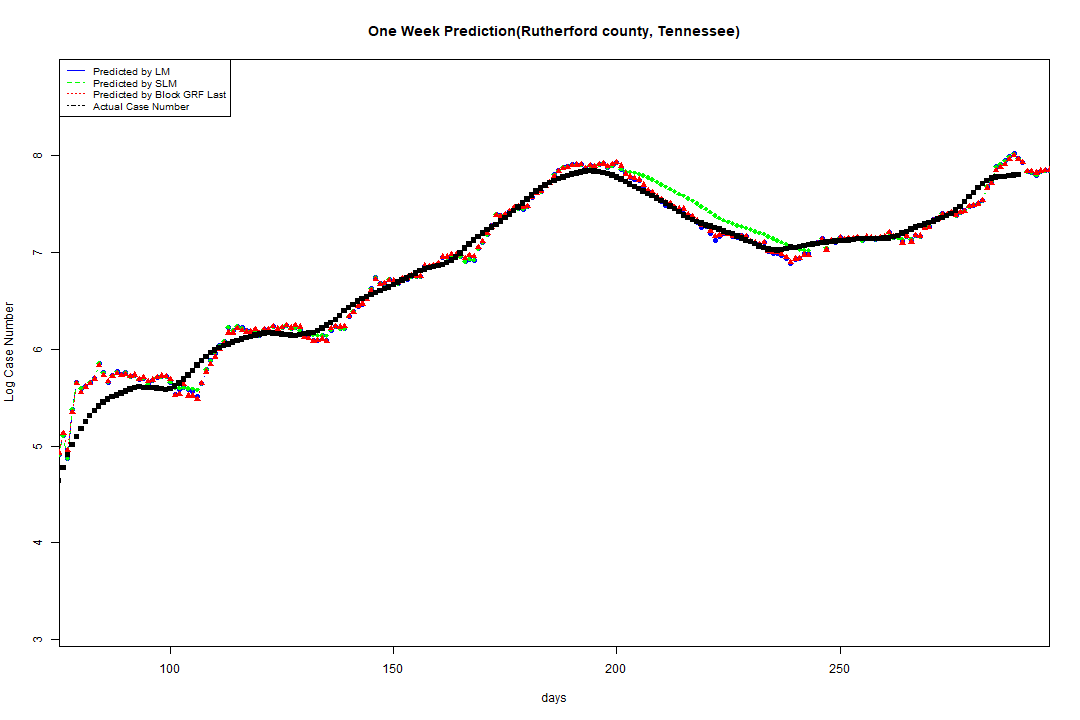 One Week Prediction(Rutherford county, Tennessee)
Predicted by LM
Predicted by SLM
Predicted by Block GRF Last
Actual Case Number
8
7
6
5
4
3
Log Case Number
100 150 200 250
days